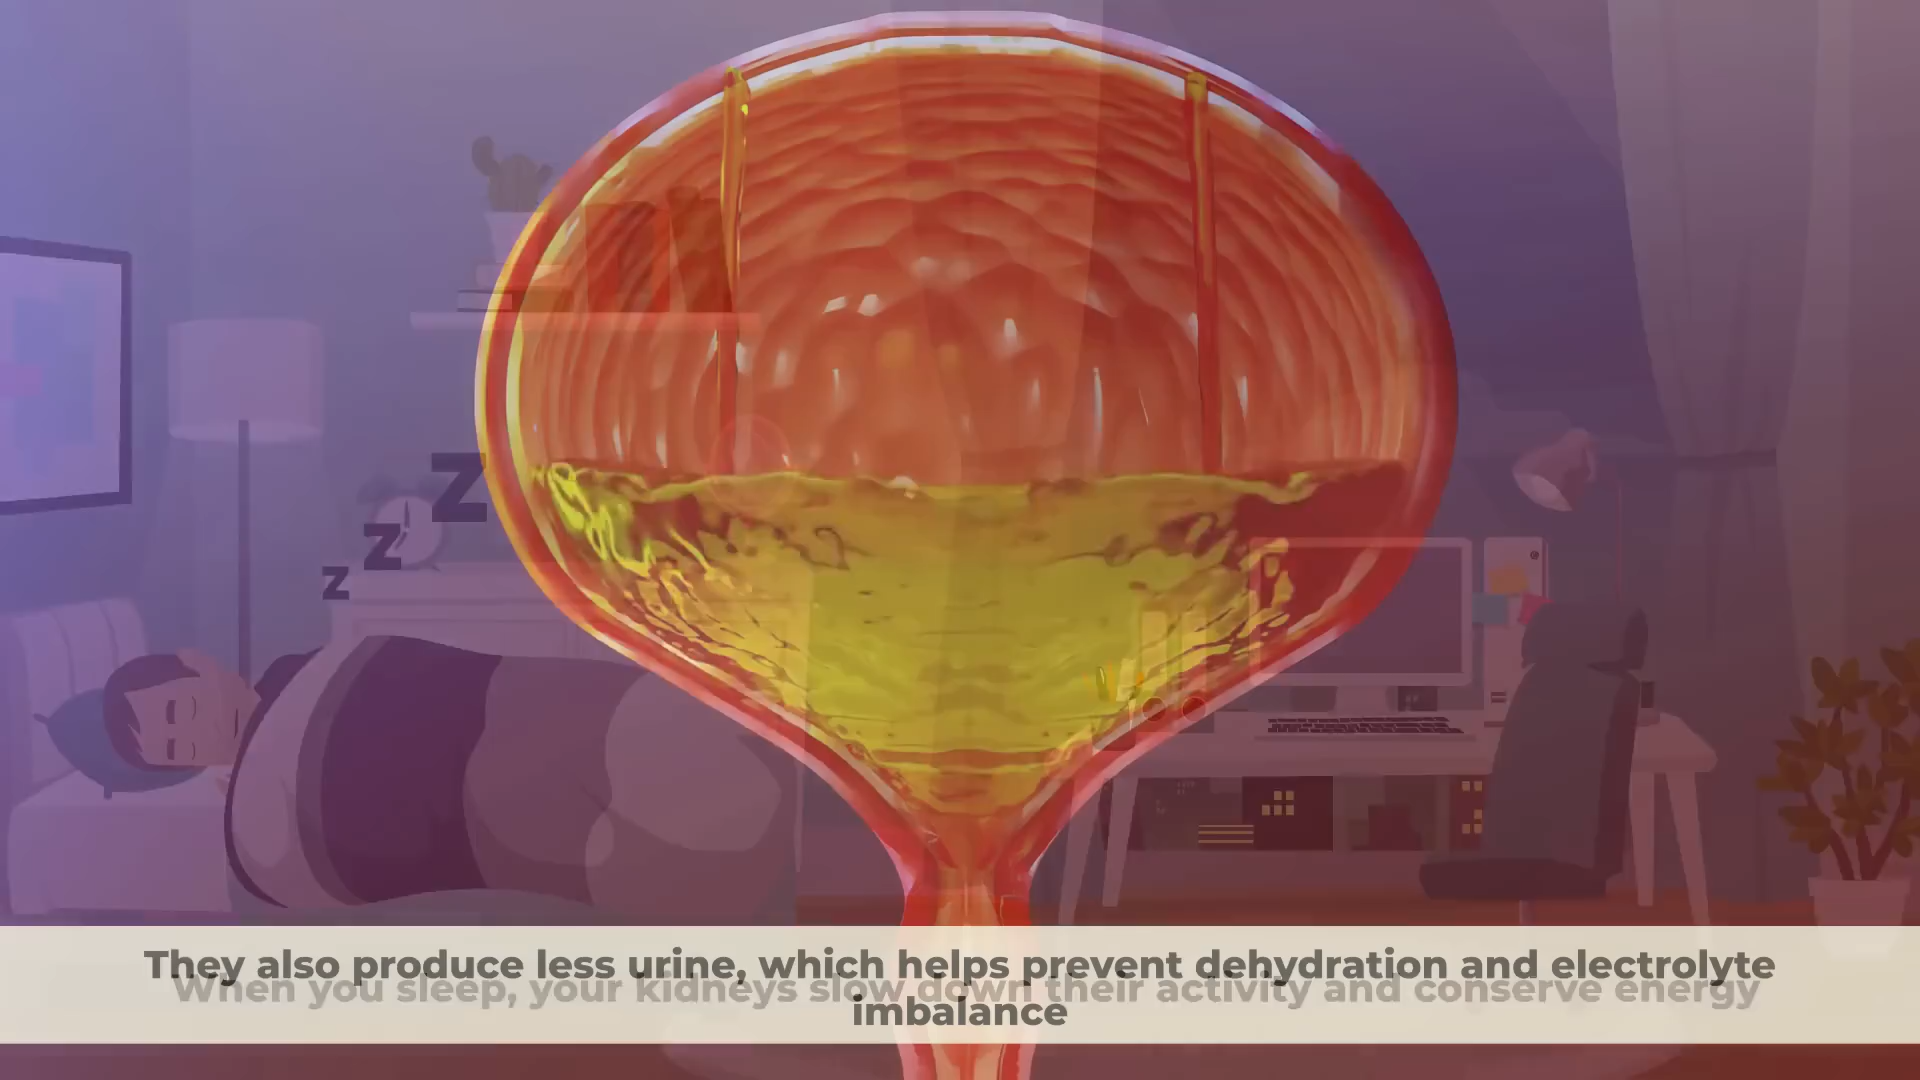 z
z
z
They also produce less urine, which helps prevent dehydration and electrolyte
imbalance
When you sleep, your kidneys slow down their activity and conserve energy